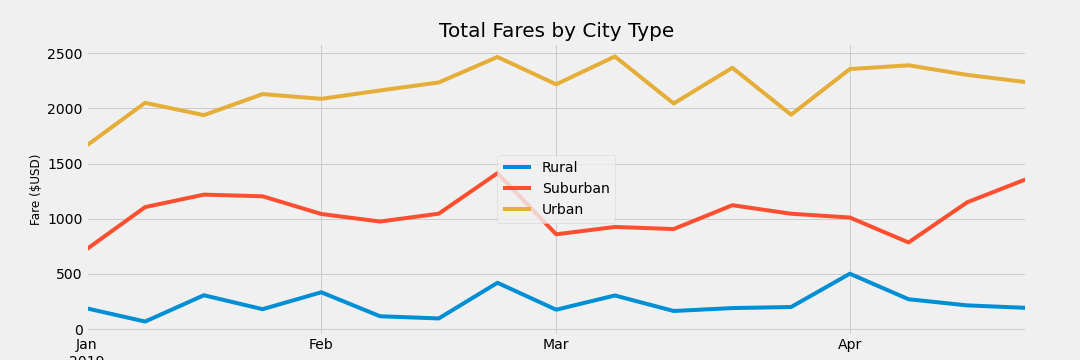 Total Fares by City Type
Fare ($USD)
2500
2000
1500
1000
500
0
Rural
Suburban
Urban
Jan
Feb
Mar
Apr
2019